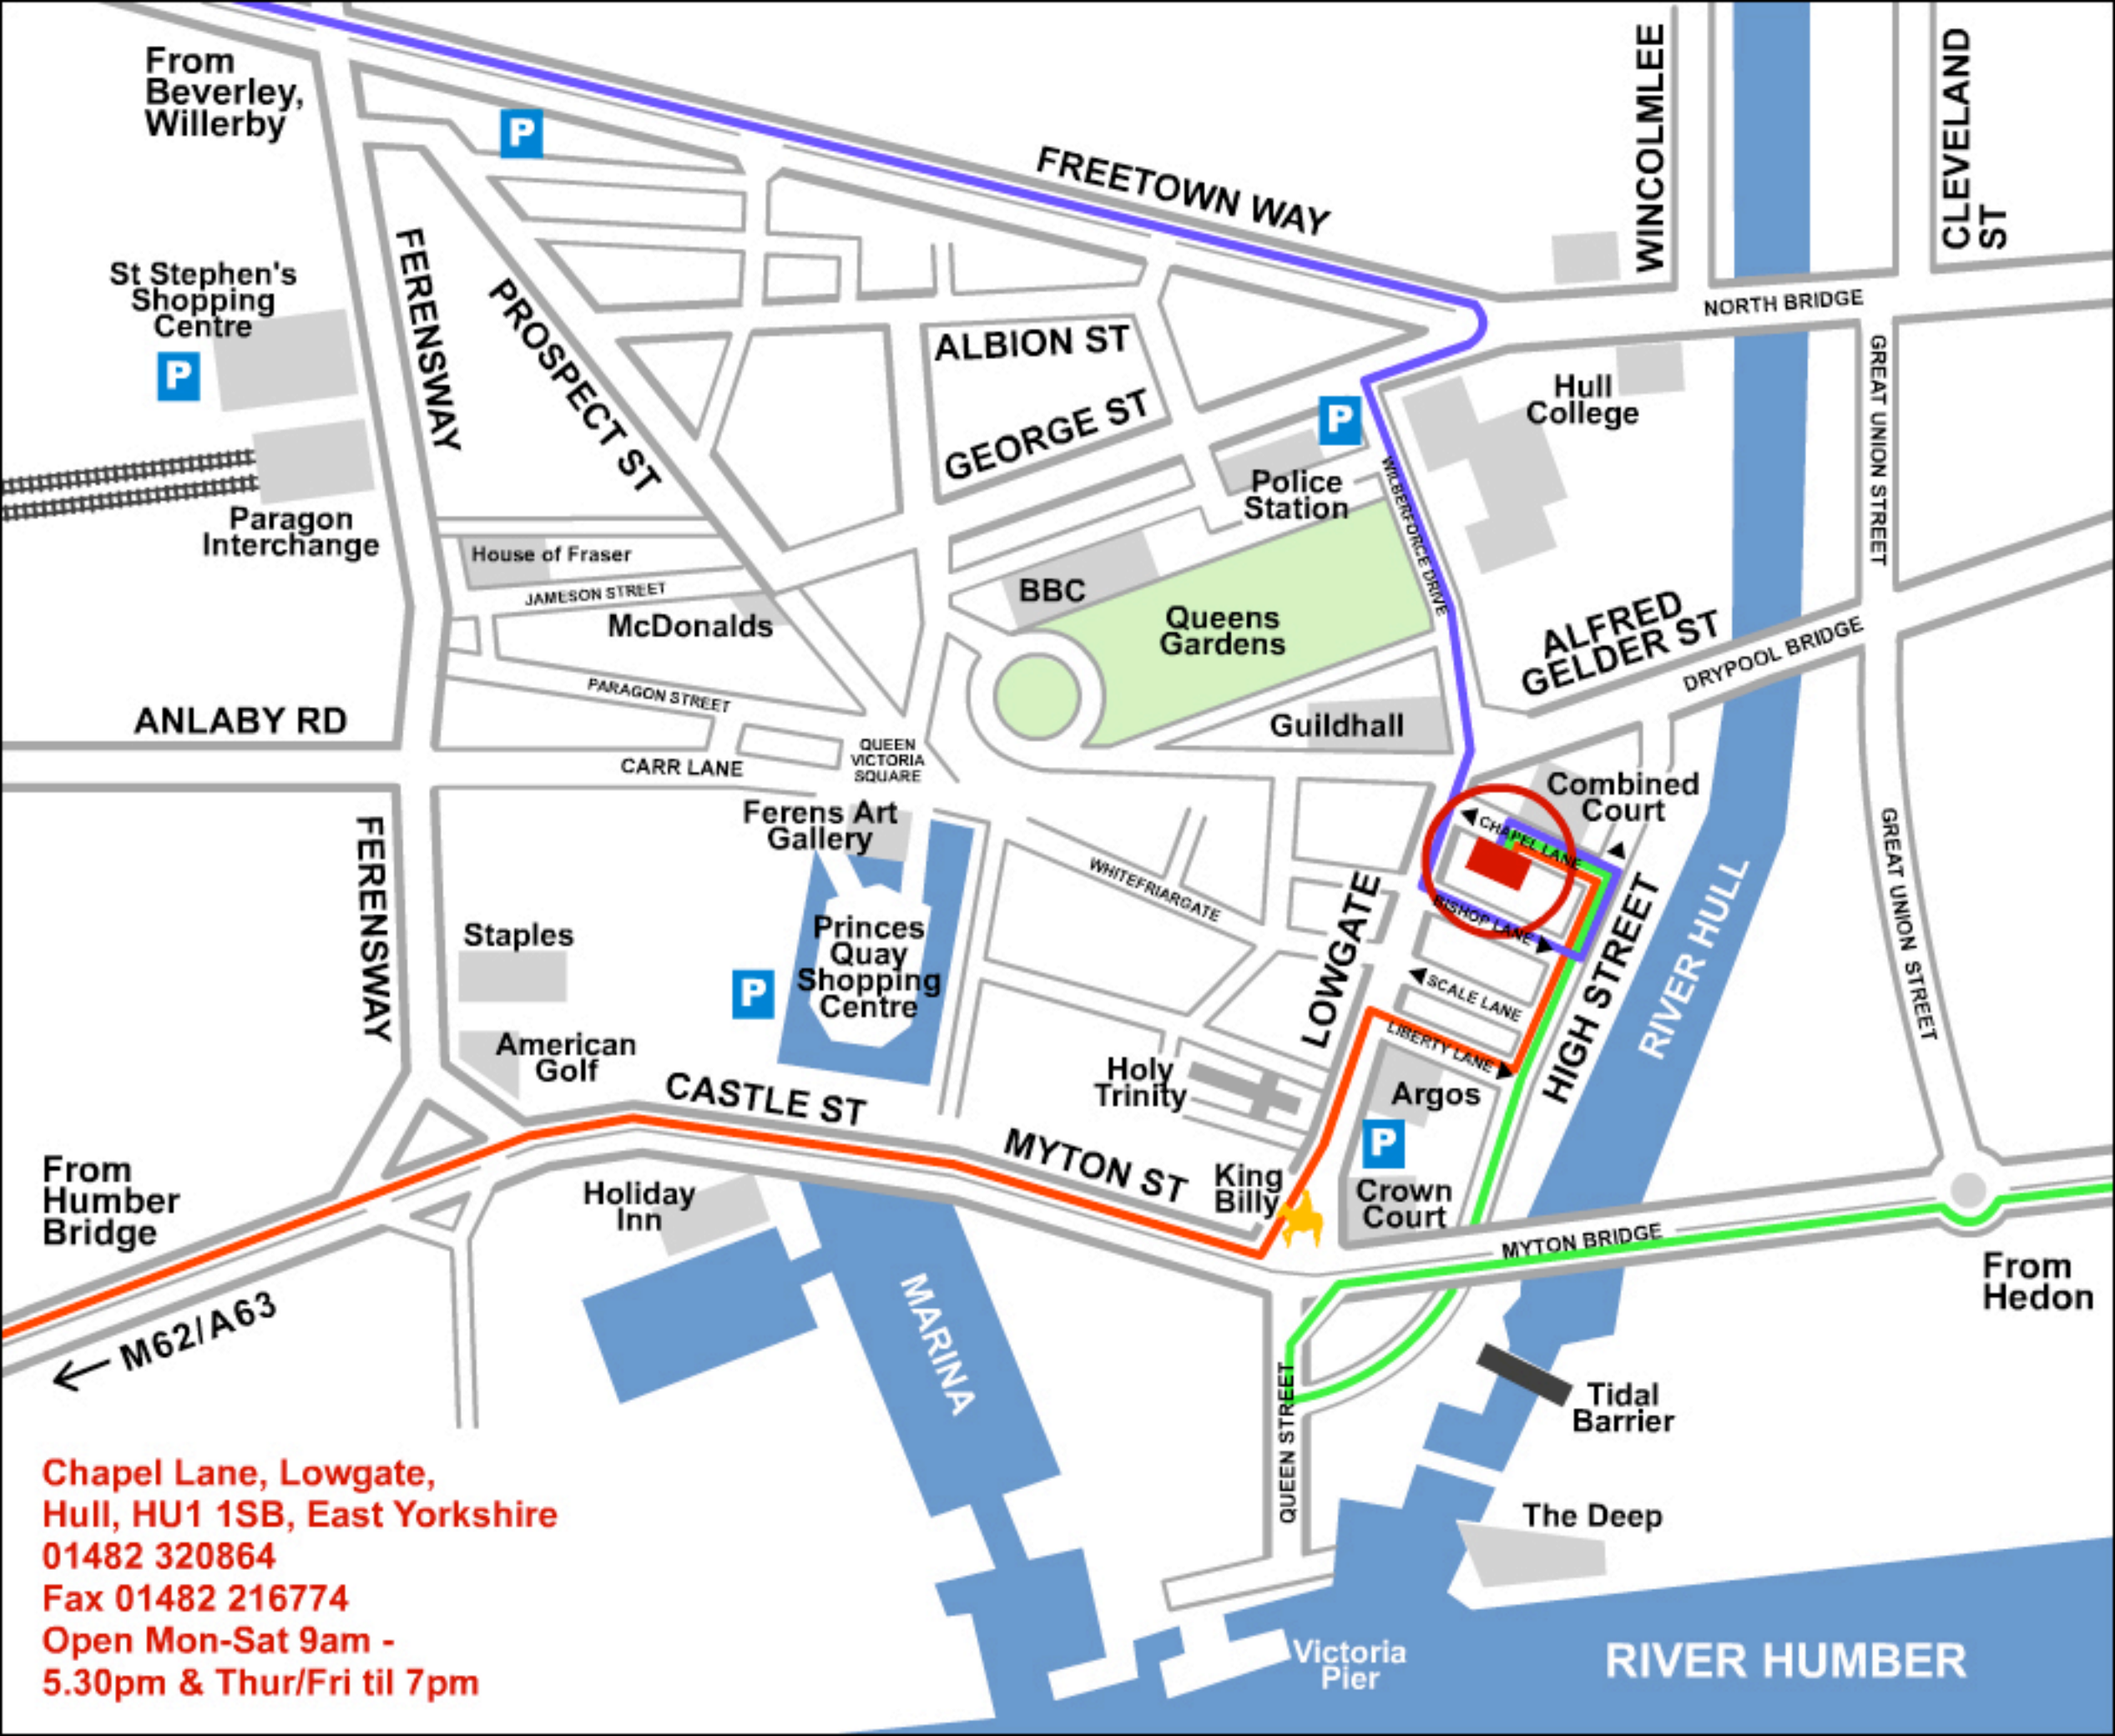 From
Beverley,
Willerby
P
FREETOWN WAY
WINCOLMLEE
CLEVELAND
ST
St Stephen's
Shopping
Centre
P
FERENSWAY
PROSPECT ST
NORTH BRIDGE
ALBION ST
GEORGE ST
P
Hull
College
GREAT UNION STREET
Police
Station
WILBERFORCE DRIVE
Paragon
Interchange
House of Fraser
JAMESON STREET
McDonalds
BBC
Queens
Gardens
ALFRED
GELDER ST
DRYPOOL BRIDGE
PARAGON STREET
ANLABY RD
Guildhall
CARR LANE
QUEEN
VICTORIA
SQUARE
Combined
Court
Ferens Art
Gallery
CHAPEL LANE
FERENSWAY
WHITEFRIARGATE
LOWGATE
BISHOP LANE
HIGH STREET
RIVER HULL
GREAT UNION STREET
Staples
P
Princes
Quay
Shopping
Centre
SCALE LANE
LIBERTY LANE
American
Golf
Holy
Trinity
Argos
CASTLE ST
MYTON ST
P
King
Billy
Crown
Court
From
Humber
Bridge
Holiday
Inn
MYTON BRIDGE
From
Hedon
M62/A63
MARINA
QUEEN STREET
Tidal
Barrier
The Deep
Chapel Lane, Lowgate,
Hull, HU1 1SB, East Yorkshire
01482 320864
Fax 01482 216774
Open Mon-Sat 9am -
5.30pm & Thur/Fri til 7pm
Victoria
Pier
RIVER HUMBER